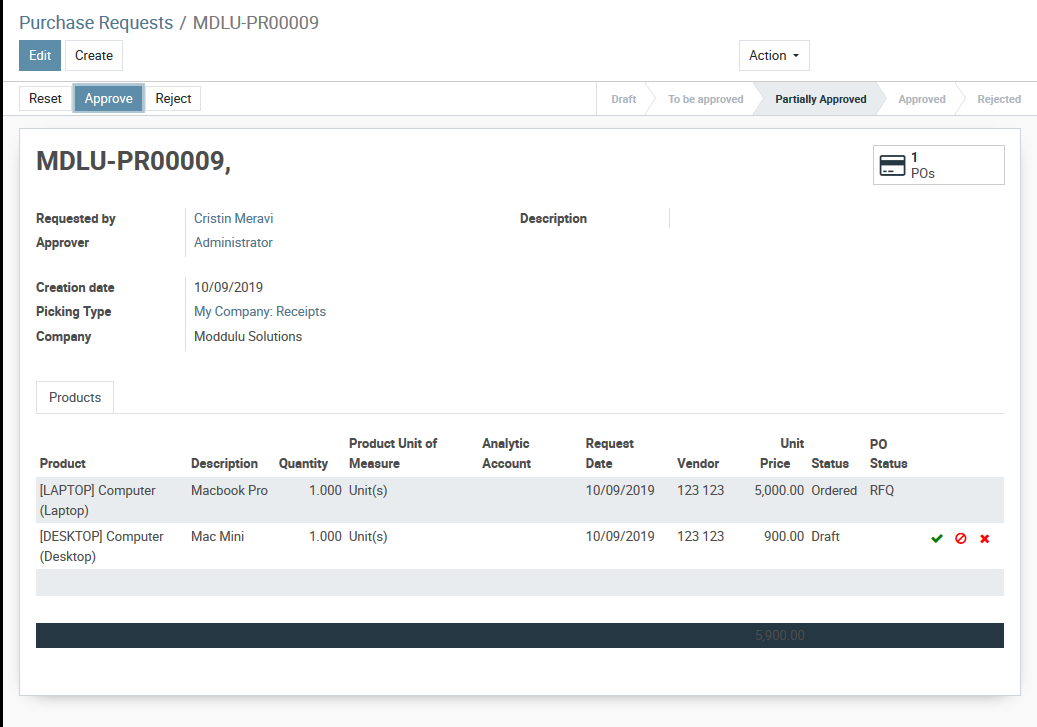 Purchase Requests / MDLU-PR00009
Edit Create Action
Reset Approve Reject Draft To be approved Partially Approved Approved Rejected
MDLU-PR00009,
1
POs
Requested by Cristin Meravi Description
Approver Administrator
Creation date 10/09/2019
Picking Type My Company: Receipts
Company Moddulu Solutions
Products
Product Unit of Analytic Request Unit PO
Product Description Quantity Measure Account Date Vendor Price Status Status
[LAPTOP] Computer Macbook Pro 1.000 Unit(s) 10/09/2019 123 123 5,000.00 Ordered RFQ
(Laptop)
[DESKTOP] Computer Mac Mini 1.000 Unit(s) 10/09/2019 123 123 900.00 Draft
(Desktop)
5,900.00